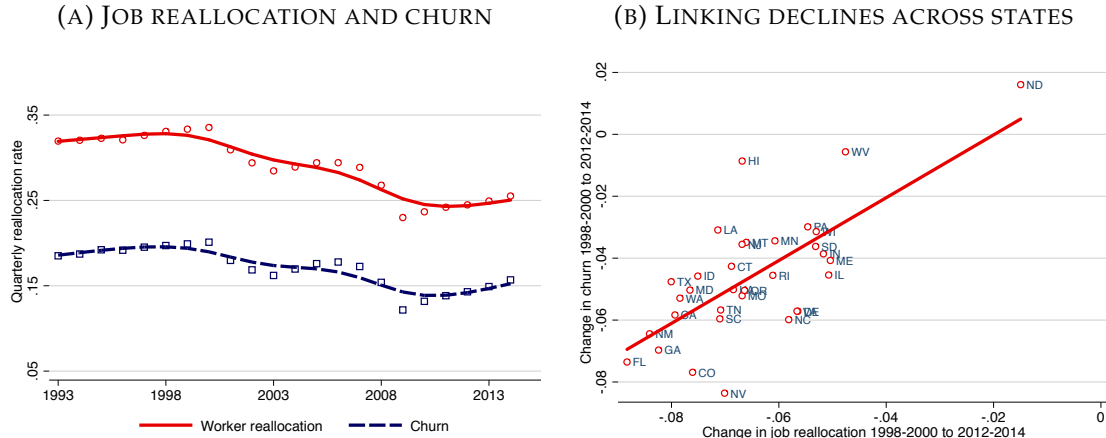 (A) JOB REALLOCATION AND CHURN
Quarterly reallocation rate
.35
.25
.15
.05
1993
1998
2003
2008
2013
Worker reallocation
Churn
(B) LINKING DECLINES ACROSS STATES
Change in churn 1998-2000 to 2012-2014
.02
0
-.02
-.04
-.06
-.08
ND
WV
HI
LA
PA
MT
MN
SD
IN
CT
ME
ID
RI
IL
TX
MD
WA
MO
CA
TN
SC
NC
NM
GA
FL
CO
NV
-.08
-.06
-.04
-.02
0
Change in job reallocation 1998-2000 to 2012-2014